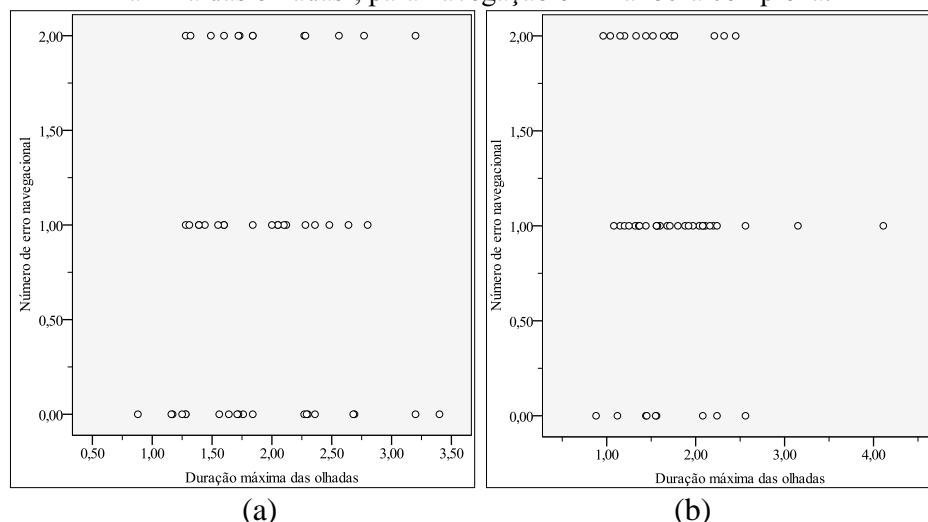 2,00
1,50
1,00
0,50
0,00
Número de erro navegacional
0,50 1,00 1,50 2,00 2,50 3,00 3,50
Duração máxima das olhadas
(a)
2,00
1,50
1,00
0,50
0,00
Número de erro navegacional
1,00 2,00 3,00 4,00
Duração máxima das olhadas
(b)